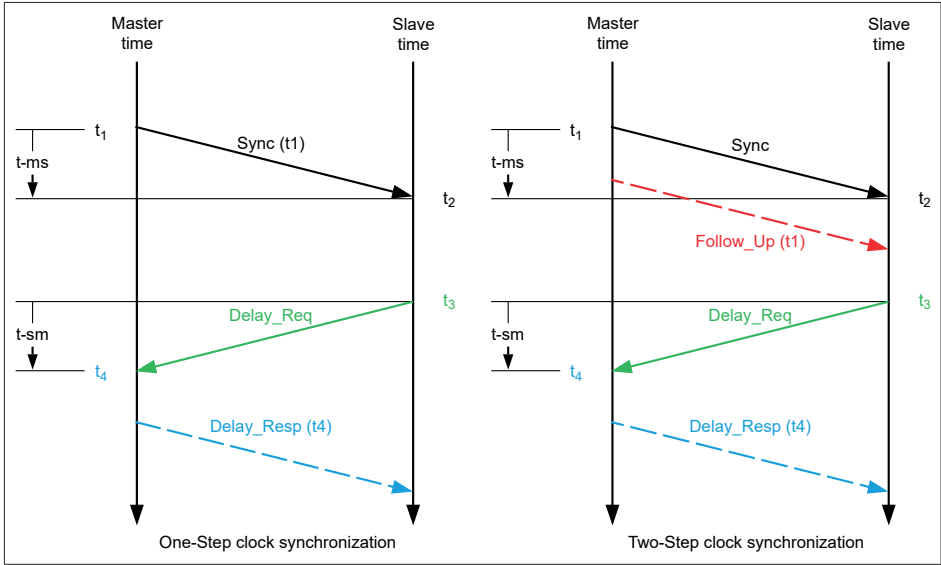 Master
time
Slave
time
t1
Sync (t1)
t-ms
t2
t3
Delay_Req
t-sm
t4
Delay_Resp (t4)
One-Step clock synchronization
Master
time
Slave
time
t1
Sync
t-ms
t2
Follow_Up (t1)
t3
Delay_Req
t-sm
t4
Delay_Resp (t4)
Two-Step clock synchronization